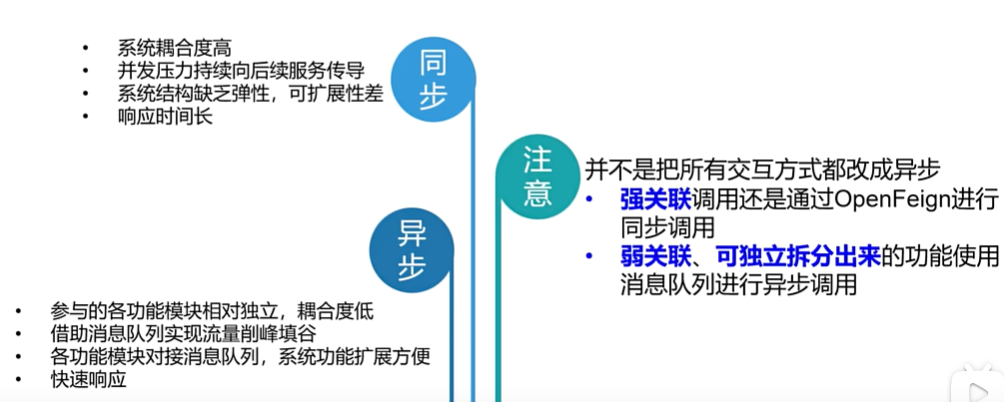 • 系统耦合度高
• 并发压力持续向后续服务传导
• 系统结构缺乏弹性，可扩展性差
• 响应时间长
同
步
注
意
并不是把所有交互方式都改成异步
• 强关联调用还是通过OpenFeign进行
同步调用
• 弱关联、可独立拆分出来的功能使用
消息队列进行异步调用
异
步
• 参与的各功能模块相对独立，耦合度低
• 借助消息队列实现流量削峰填谷
• 各功能模块对接消息队列，系统功能扩展方便
• 快速响应